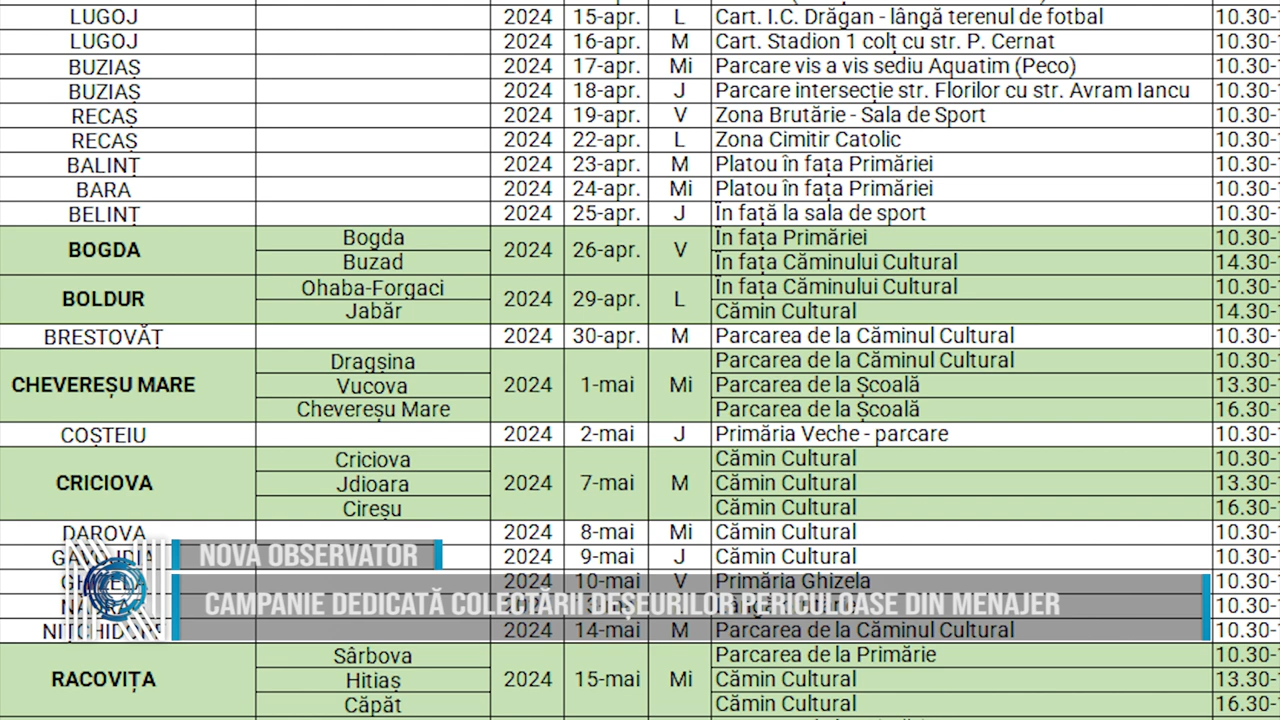 LUGOJ 2024 15-apr. L Cart. I.C. Drăgan - lângă terenul de fotbal 10.30-
LUGOJ 2024 16-apr. M Cart. Stadion 1 colț cu str. P. Cernat 10.30-
BUZIAȘ 2024 17-apr. Mi Parcare vis a vis sediu Aquatim (Peco) 10.30-
BUZIAȘ 2024 18-apr. J Parcare intersecție str. Florilor cu str. Avram Iancu 10.30-
RECAȘ 2024 19-apr. V Zona Brutărie - Sala de Sport 10.30-
RECAȘ 2024 22-apr. L Zona Cimitir Catolic 10.30-
BALINȚ 2024 23-apr. M Platou în fața Primăriei 10.30-
BARA 2024 24-apr. Mi Platou în fața Primăriei 10.30-
BELINȚ 2024 25-apr. J În față la sala de sport 10.30-
BOGDA Bogda 2024 26-apr. V În fața Primăriei 10.30-
Buzad În fața Căminului Cultural 14.30-
BOLDUR Ohaba-Forgaci 2024 29-apr. L În fața Căminului Cultural 10.30-
Jabăr Cămin Cultural 14.30-
BRESTOVĂȚ 2024 30-apr. M Parcarea de la Căminul Cultural 10.30-
CHEVEREȘU MARE Dragșina 2024 1-mai Mi Parcarea de la Căminul Cultural 10.30-
Vucova Parcarea de la Școală 13.30-
Chevereșu Mare Parcarea de la Școală 16.30-
COȘTEIU 2024 2-mai J Primăria Veche - parcare 10.30-
CRICIOVA Criciova 2024 7-mai M Cămin Cultural 10.30-
Jdioara Cămin Cultural 13.30-
Cireșu Cămin Cultural 16.30-
DAROVA 2024 8-mai Mi Cămin Cultural 10.30-
2024 9-mai J Cămin Cultural 10.30-
NOVA OBSERVATOR
GHIZELA 2024 10-mai V Primăria Ghizela 10.30-
CAMPANIE DEDICATĂ COLECTĂRII DEȘEURILOR PERICULOASE DIN MENAJER
10.30-
2024 14-mai M Parcarea de la Căminul Cultural 10.30-
RACOVIȚA Sârbova 2024 15-mai Mi Parcarea de la Primărie 10.30-
Hitiaș Cămin Cultural 13.30-
Căpăt Cămin Cultural 16.30-